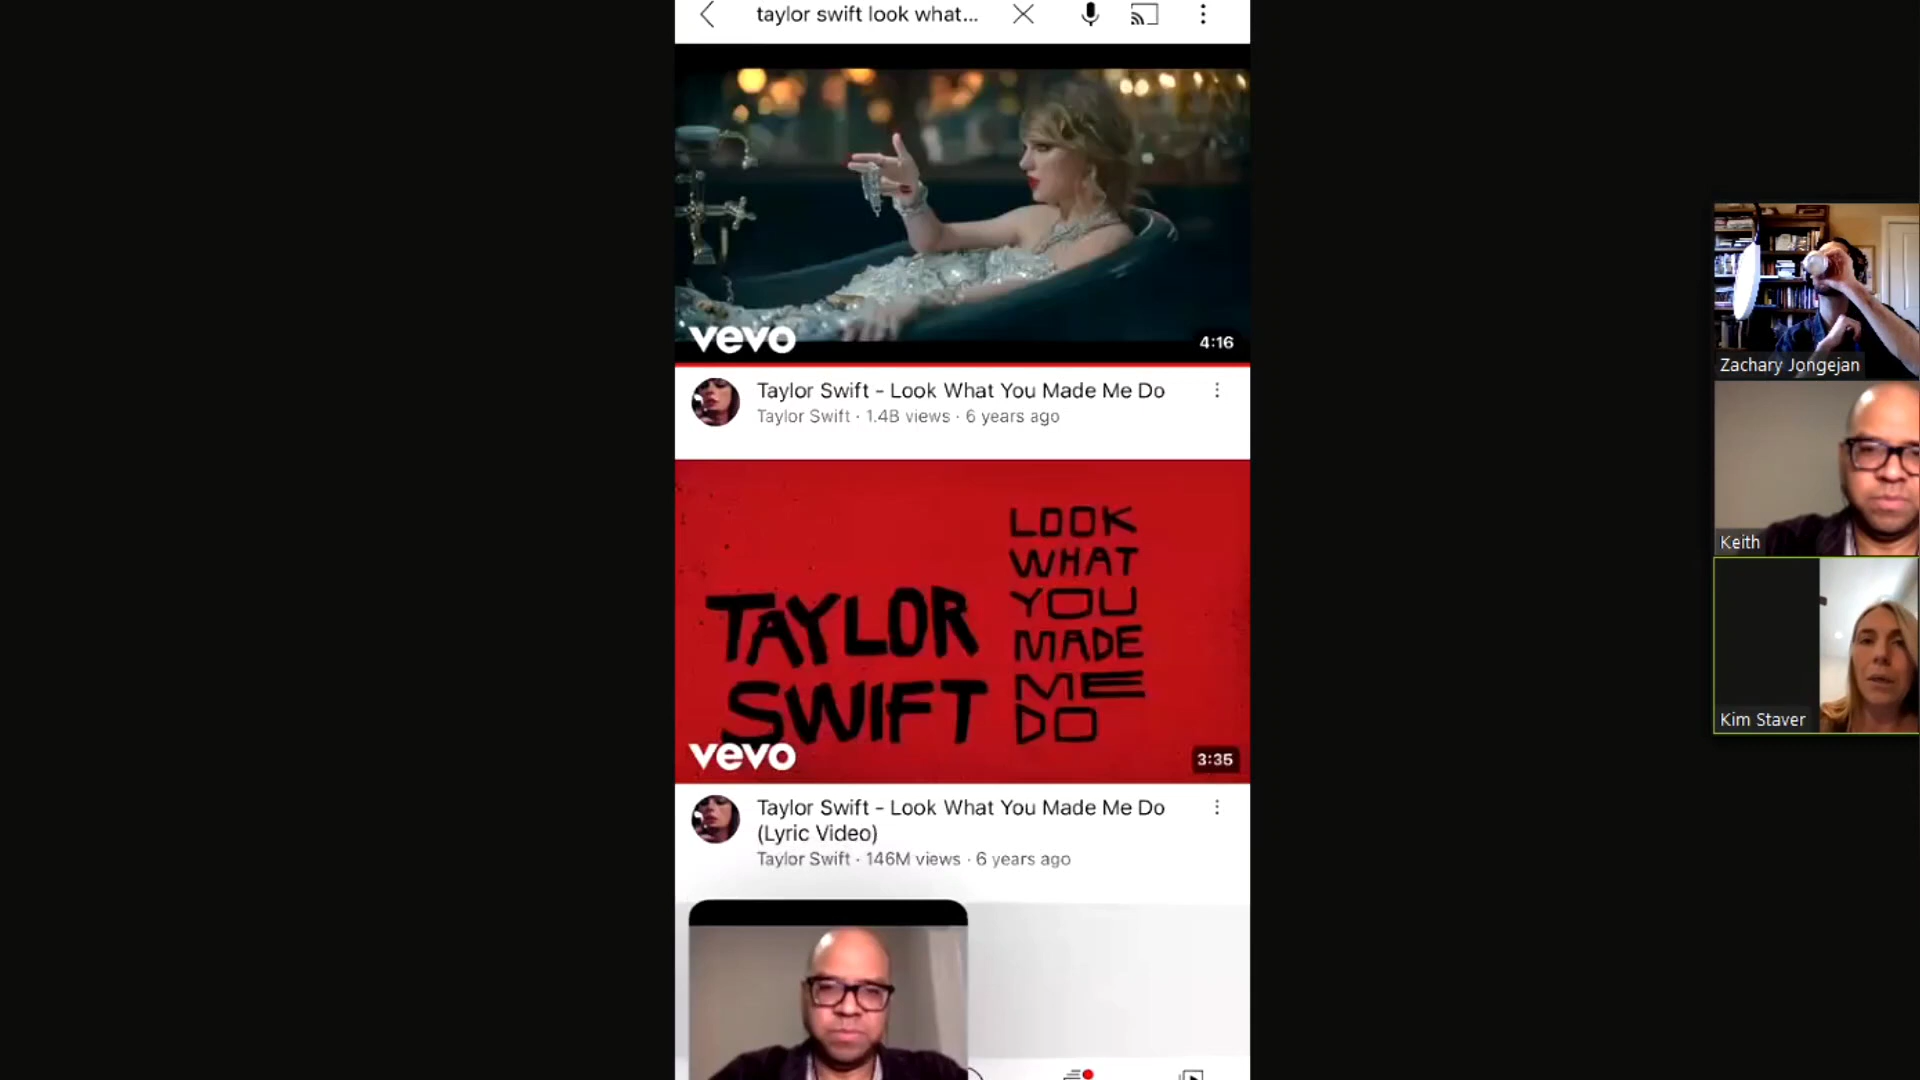 taylor swift look what...
vevo
4:16
Taylor Swift - Look What You Made Me Do
Taylor Swift · 1.4B views · 6 years ago
TAYLOR
SWIFT
LOOK
WHAT
YOU
MADE
ME
DO
vevo
3:35
Taylor Swift - Look What You Made Me Do
(Lyric Video)
Taylor Swift · 146M views · 6 years ago
Zachary Jongejan
Keith
Kim Staver